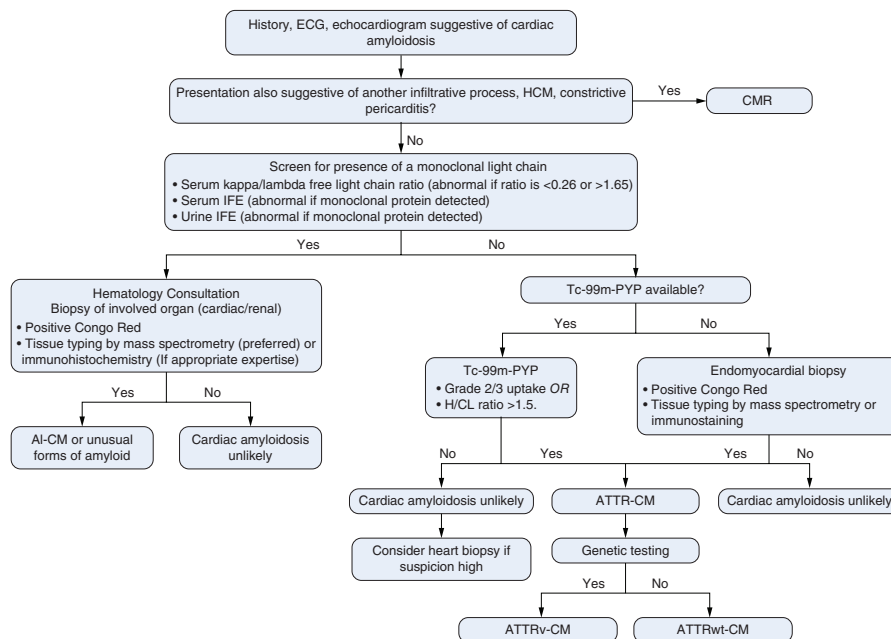 History, ECG, echocardiogram suggestive of cardiac
amyloidosis
Presentation also suggestive of another infiltrative process, HCM, constrictive
pericarditis?
Yes
CMR
No
Screen for presence of a monoclonal light chain
• Serum kappa/lambda free light chain ratio (abnormal if ratio is <0.26 or >1.65)
• Serum IFE (abnormal if monoclonal protein detected)
• Urine IFE (abnormal if monoclonal protein detected)
Yes
No
Hematology Consultation
Biopsy of involved organ (cardiac/renal)
• Positive Congo Red
• Tissue typing by mass spectrometry (preferred) or
immunohistochemistry (If appropriate expertise)
Tc-99m-PYP available?
Yes
No
Tc-99m-PYP
• Grade 2/3 uptake OR
• H/CL ratio >1.5.
Endomyocardial biopsy
• Positive Congo Red
• Tissue typing by mass spectrometry or
immunostaining
Yes
No
Al-CM or unusual
forms of amyloid
Cardiac amyloidosis
unlikely
No
Yes
Yes
No
Cardiac amyloidosis unlikely
ATTR-CM
Cardiac amyloidosis unlikely
Consider heart biopsy if
suspicion high
Genetic testing
Yes
No
ATTRv-CM
ATTRwt-CM